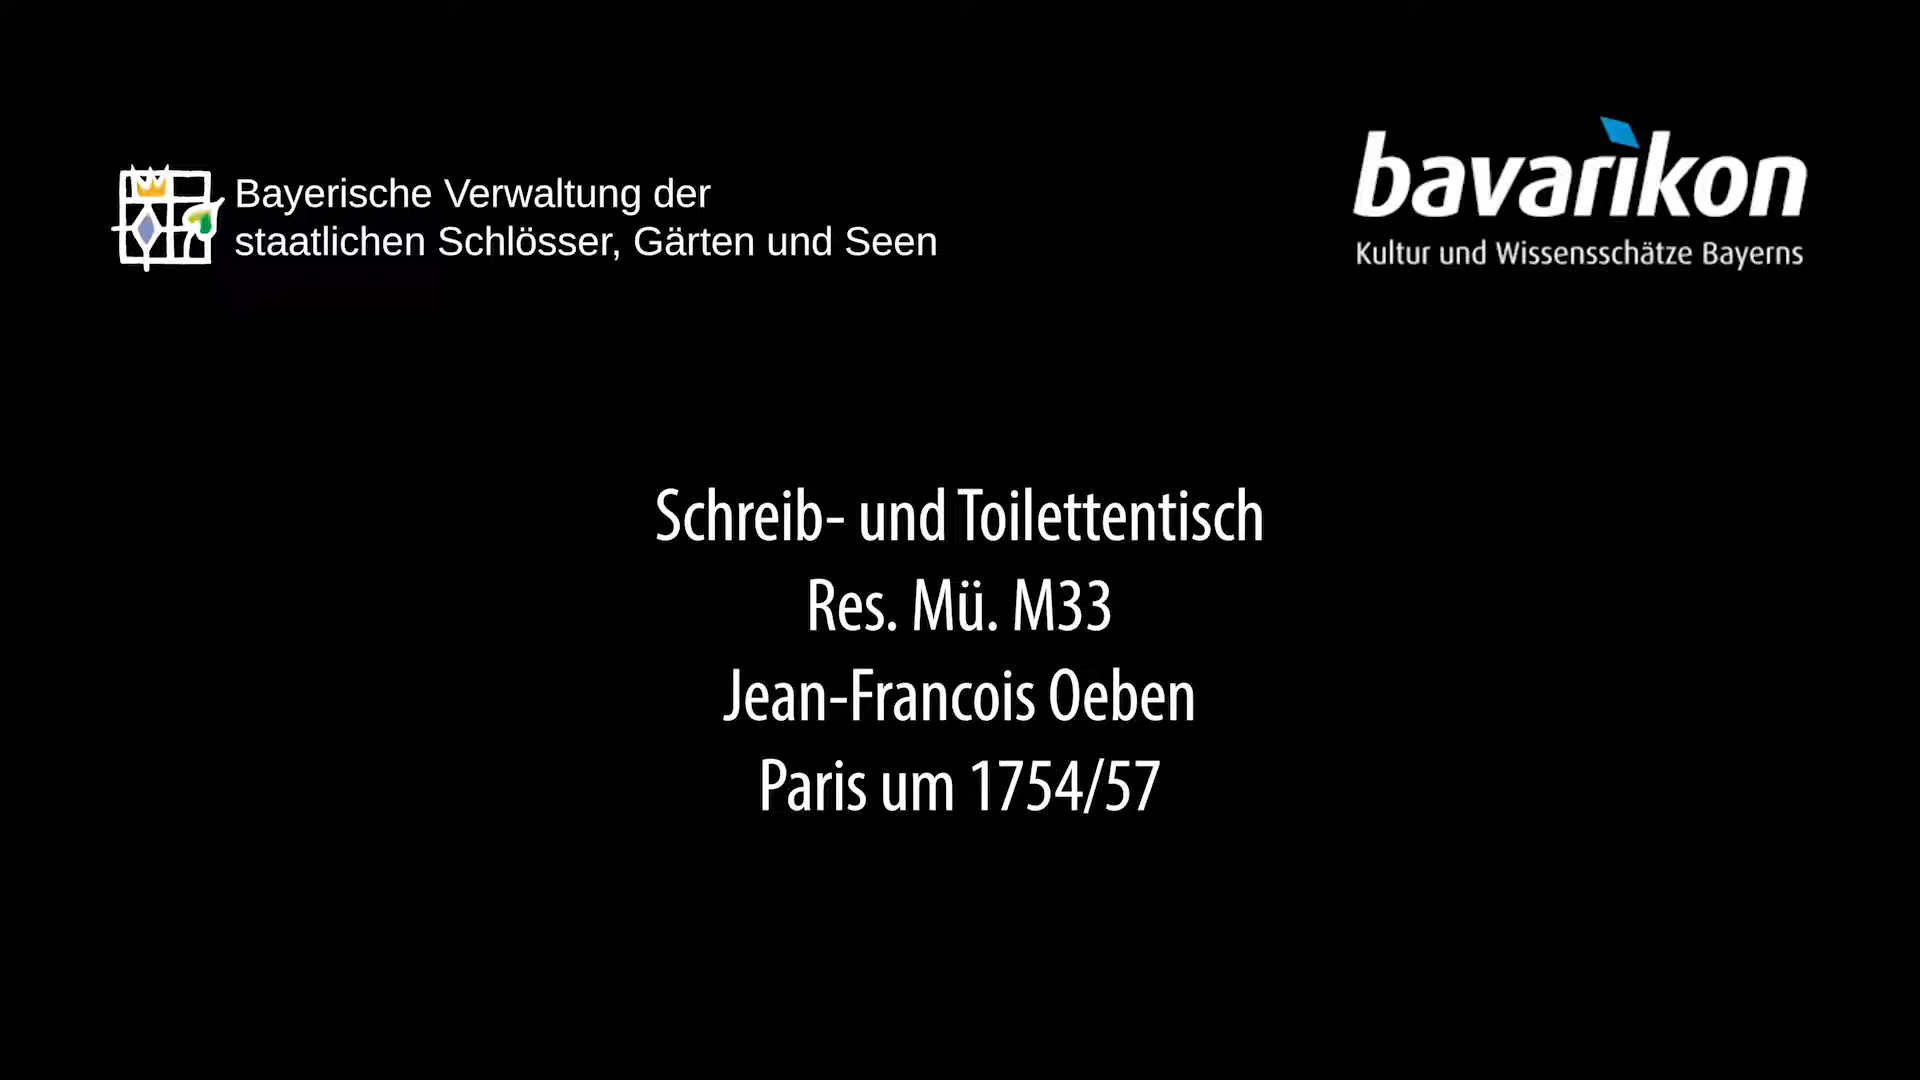 Bayerische Verwaltung der
staatlichen Schlösser, Gärten und Seen
bavarikon
Kultur und Wissensschätze Bayerns
Schreib- und Toilettentisch
Res. Mü. M33
Jean-Francois Oeben
Paris um 1754/57